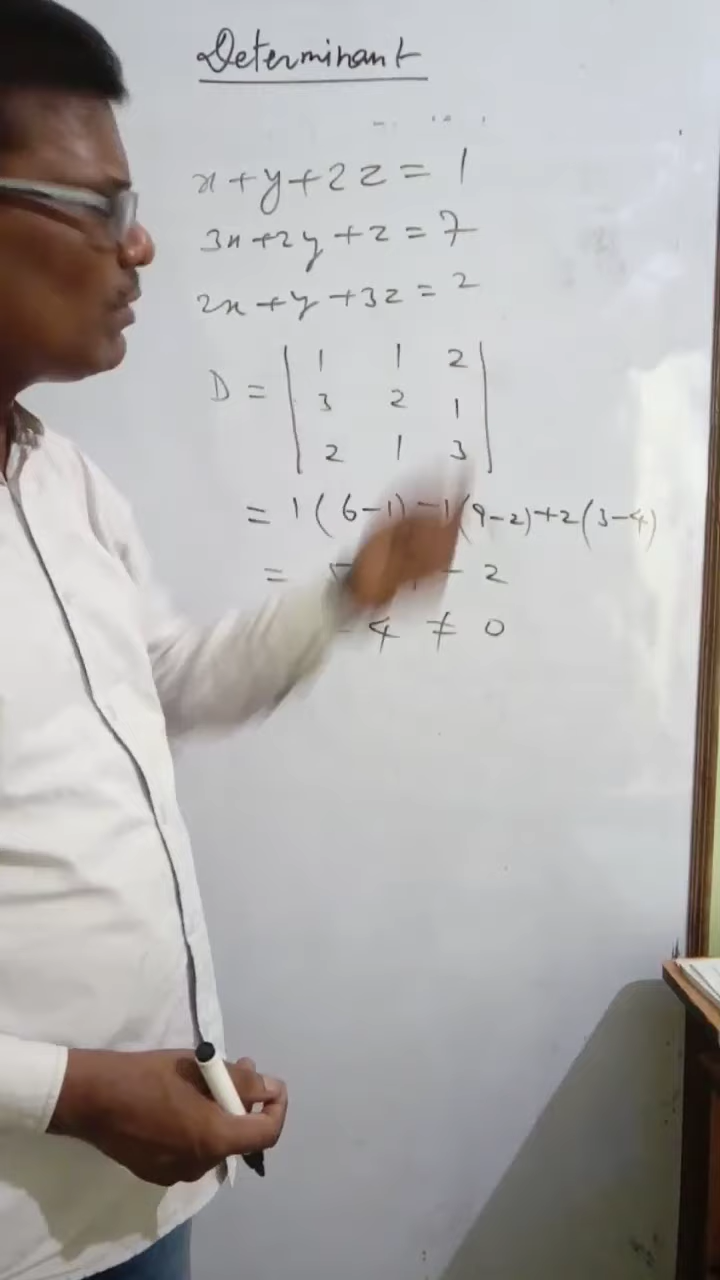 Determinant
x + y + 2z = 1
3x + 2y + z = 7
2x + y + 3z = 2
D = | 1 1 2 |
| 3 2 1 |
| 2 1 3 |
= 1(6-1) - 1(9-2) + 2(3-4)
= - 2
- 4 ≠ 0